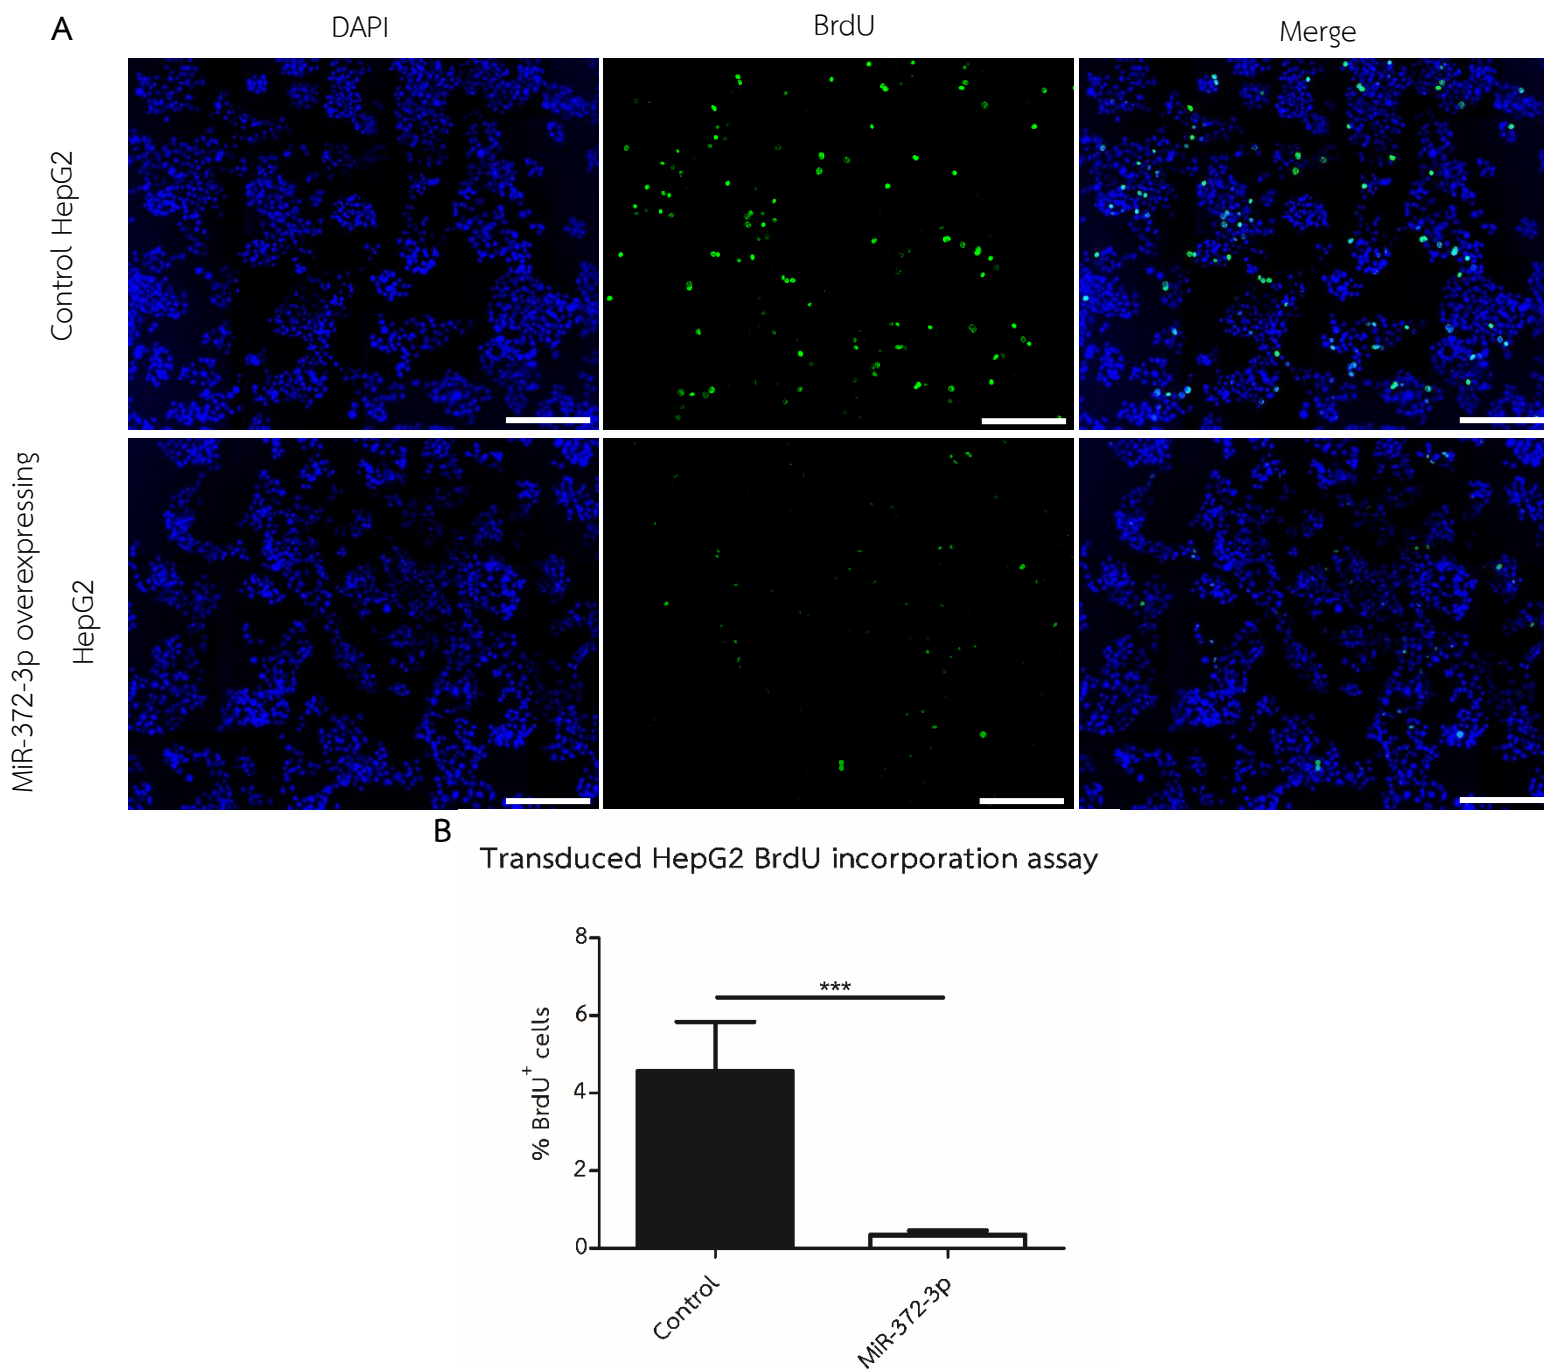 A
DAPI
BrdU
Merge
Control HepG2
MiR-372-3p overexpressing
HepG2
B
Transduced HepG2 BrdU incorporation assay
8
6
4
2
0
% BrdU+ cells
***
Control
MiR-372-3p